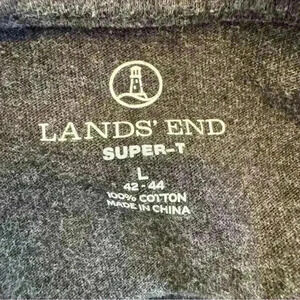 LANDS' END
SUPER-T
L
42-44
100% COTTON
MADE IN CHINA